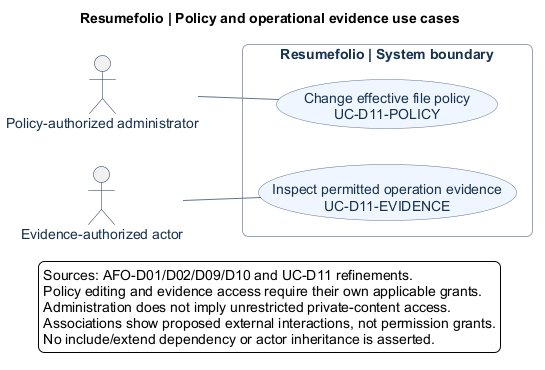 Resumefolio | Policy and operational evidence use cases
Resumefolio | System boundary
Change effective file policy
UC-D11-POLICY
Policy-authorized administrator
Inspect permitted operation evidence
UC-D11-EVIDENCE
Evidence-authorized actor
Sources: AFO-D01/D02/D09/D10 and UC-D11 refinements.
Policy editing and evidence access require their own applicable grants.
Administration does not imply unrestricted private-content access.
Associations show proposed external interactions, not permission grants.
No include/extend dependency or actor inheritance is asserted.